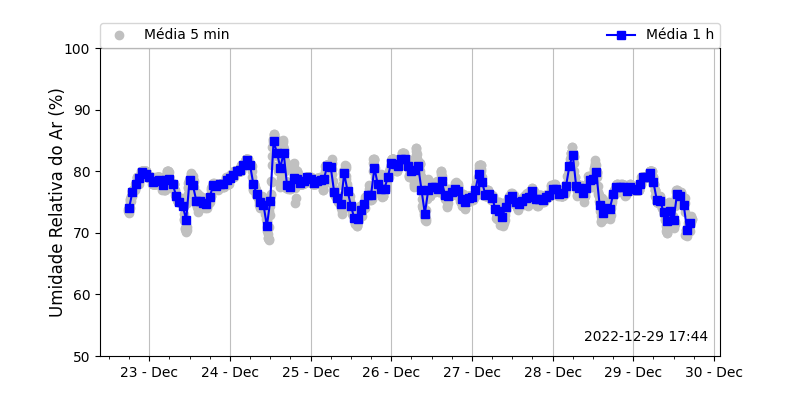 Média 5 min
Média 1 h
100
90
80
70
60
50
Umidade Relativa do Ar (%)
2022-12-29 17:44
23 - Dec
24 - Dec
25 - Dec
26 - Dec
27 - Dec
28 - Dec
29 - Dec
30 - Dec